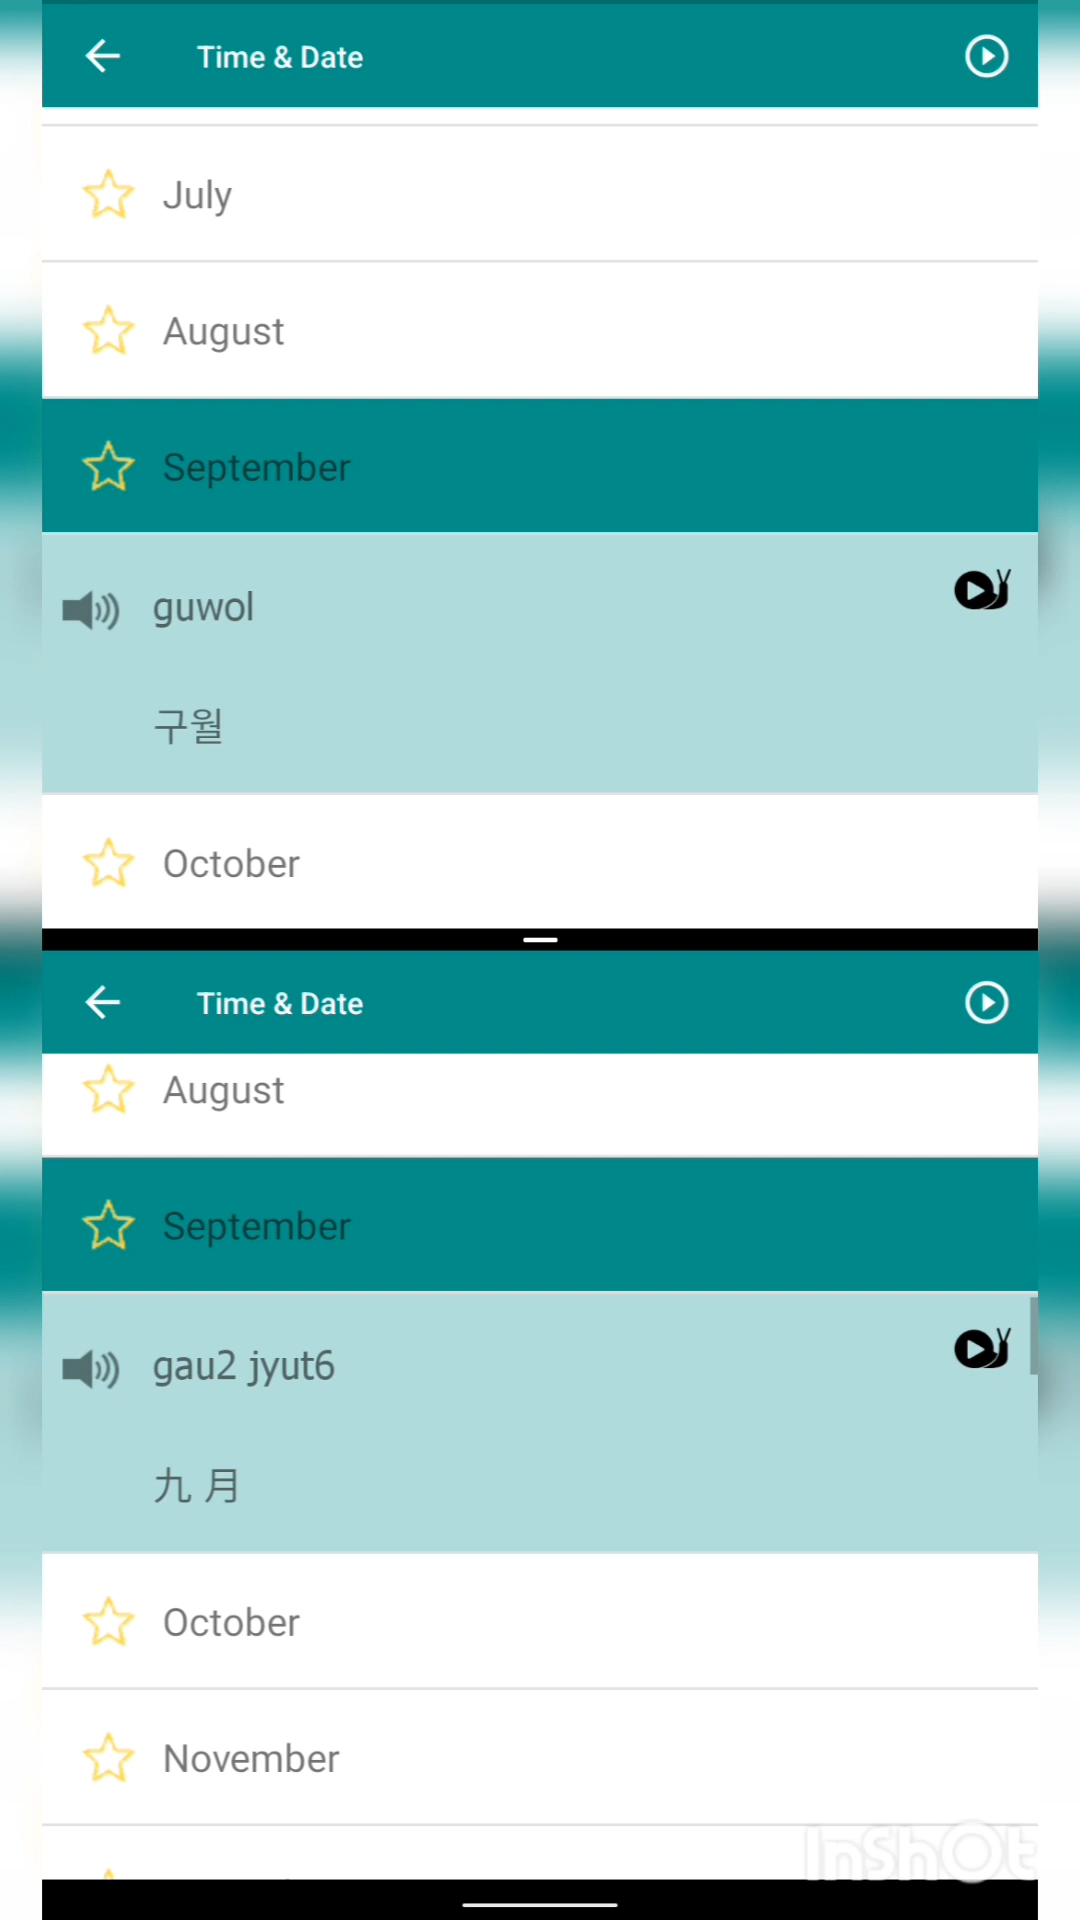 Time & Date
July
August
September
guwol
구월
October
Time & Date
August
September
gau2 jyut6
九 月
October
November
InShOt